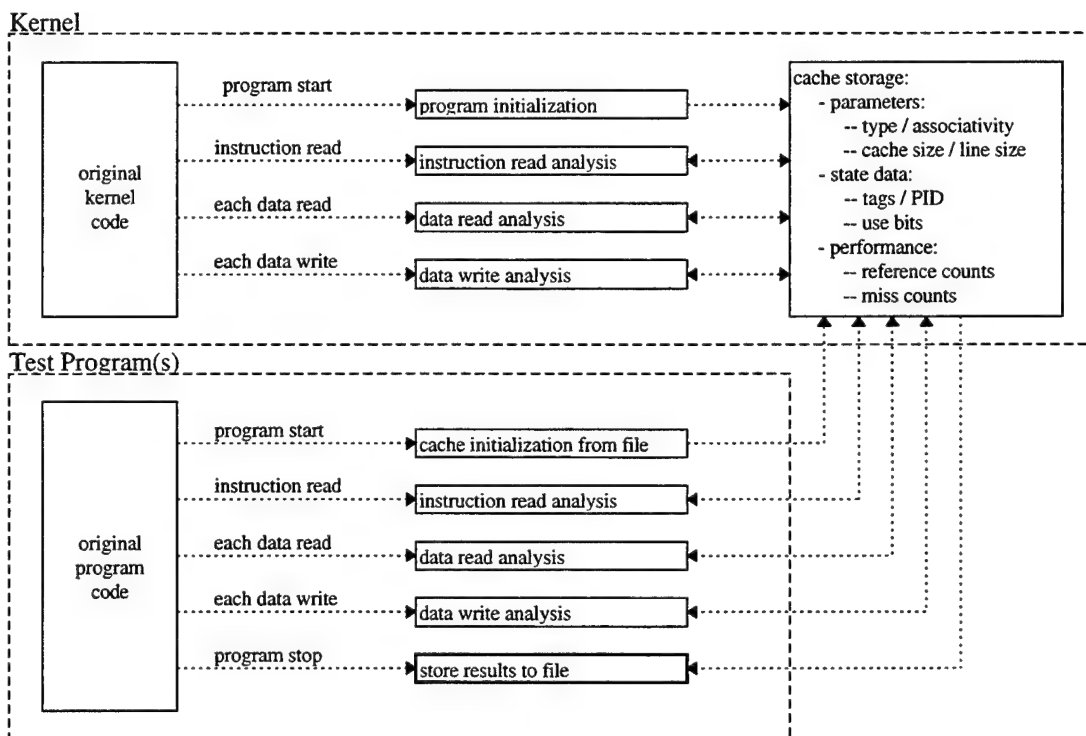 Kernel
original
kernel
code
program start
program initialization
instruction read
instruction read analysis
each data read
data read analysis
each data write
data write analysis
cache storage:
- parameters:
-- type / associativity
-- cache size / line size
- state data:
-- tags / PID
-- use bits
- performance:
-- reference counts
-- miss counts
Test Program(s)
original
program
code
program start
cache initialization from file
instruction read
instruction read analysis
each data read
data read analysis
each data write
data write analysis
program stop
store results to file